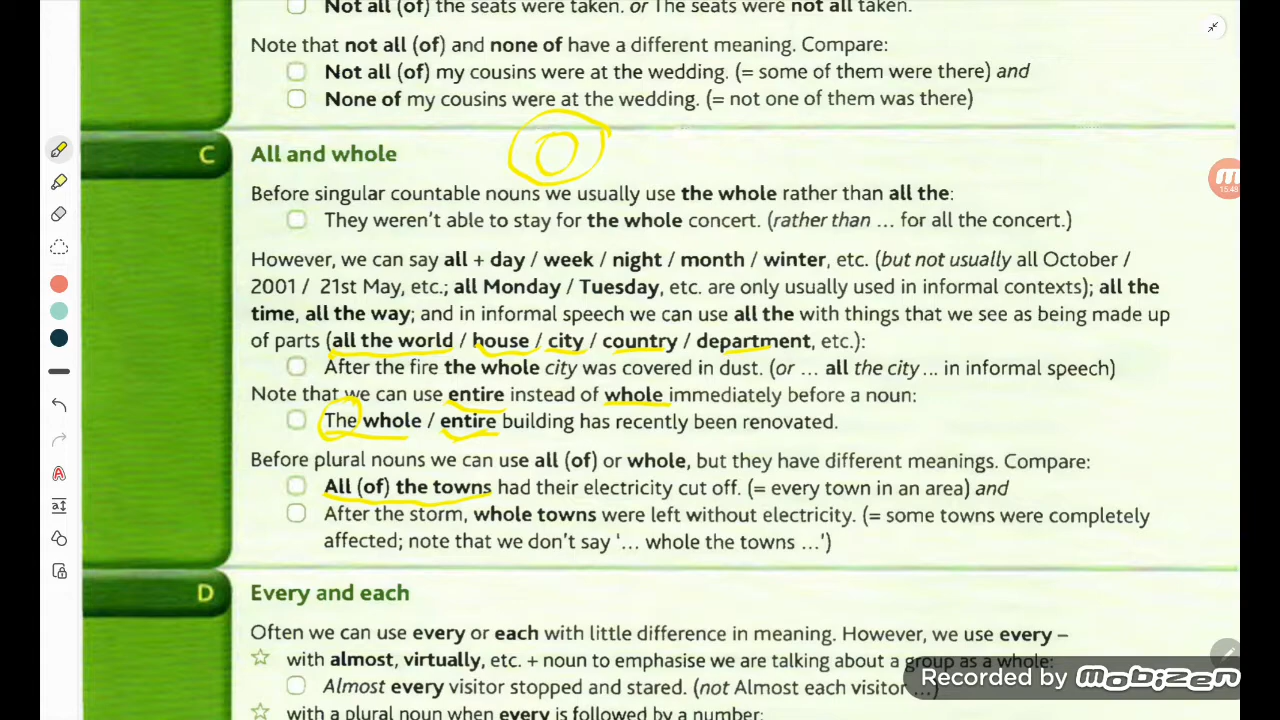 Not all (of) the seats were taken. or The seats were not all taken.
Note that not all (of) and none of have a different meaning. Compare:
Not all (of) my cousins were at the wedding. (= some of them were there) and
None of my cousins were at the wedding. (= not one of them was there)
C All and whole
Before singular countable nouns we usually use the whole rather than all the:
They weren't able to stay for the whole concert. (rather than … for all the concert.)
However, we can say all + day / week / night / month / winter, etc. (but not usually all October /
2001 / 21st May, etc.; all Monday / Tuesday, etc. are only usually used in informal contexts); all the
time, all the way; and in informal speech we can use all the with things that we see as being made up
of parts (all the world / house / city / country / department, etc.):
After the fire the whole city was covered in dust. (or … all the city … in informal speech)
Note that we can use entire instead of whole immediately before a noun:
The whole / entire building has recently been renovated.
Before plural nouns we can use all (of) or whole, but they have different meanings. Compare:
All (of) the towns had their electricity cut off. (= every town in an area) and
After the storm, whole towns were left without electricity. (= some towns were completely
affected; note that we don't say '… whole the towns …')
D Every and each
Often we can use every or each with little difference in meaning. However, we use every –
with almost, virtually, etc. + noun to emphasise we are talking about a group as a whole:
Almost every visitor stopped and stared. (not Almost each visitor …)
with a plural noun when every is followed by a number:
15:48
Recorded by Mobizen